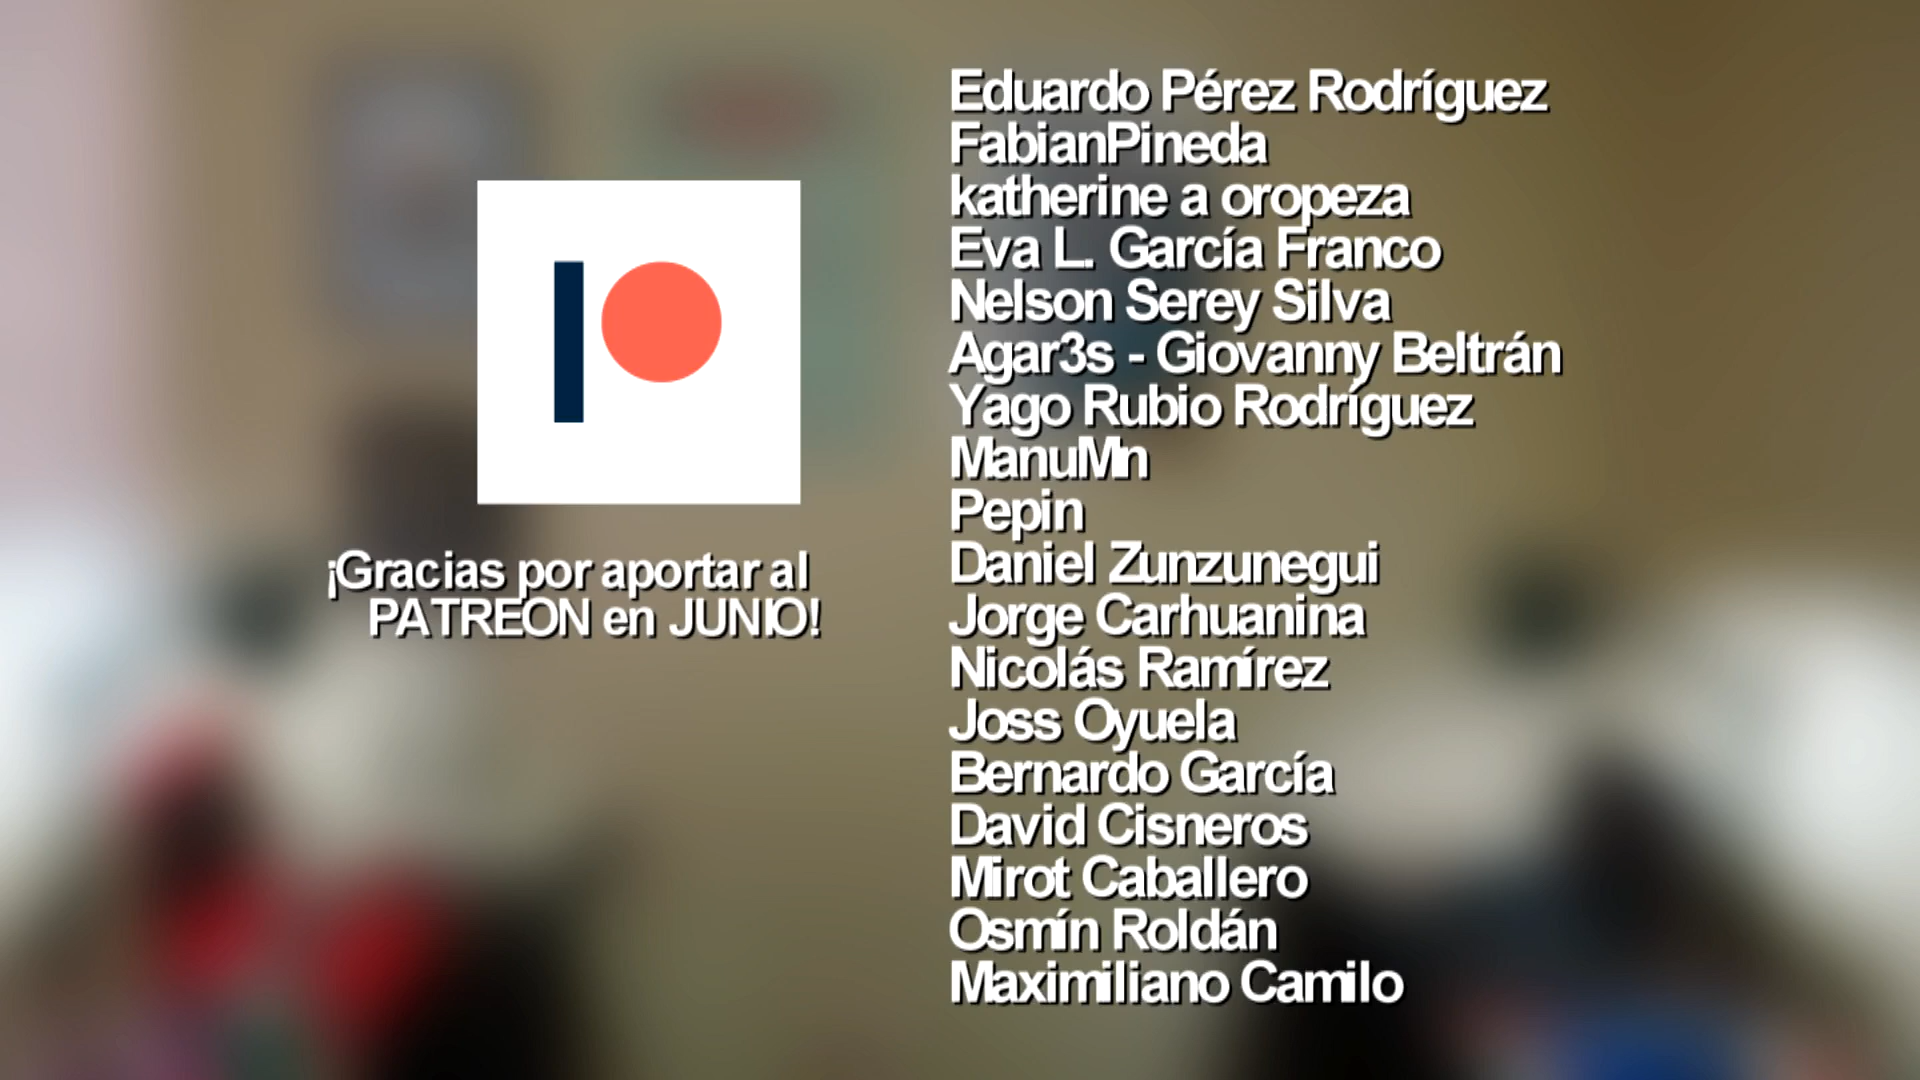 ¡Gracias por aportar al
PATREON en JUNIO!
Eduardo Pérez Rodríguez
FabianPineda
katherine a oropeza
Eva L. García Franco
Nelson Serey Silva
Agar3s - Giovanny Beltrán
Yago Rubio Rodríguez
ManuMn
Pepin
Daniel Zunzunegui
Jorge Carhuanina
Nicolás Ramírez
Joss Oyuela
Bernardo García
David Cisneros
Mirot Caballero
Osmín Roldán
Maximiliano Camilo